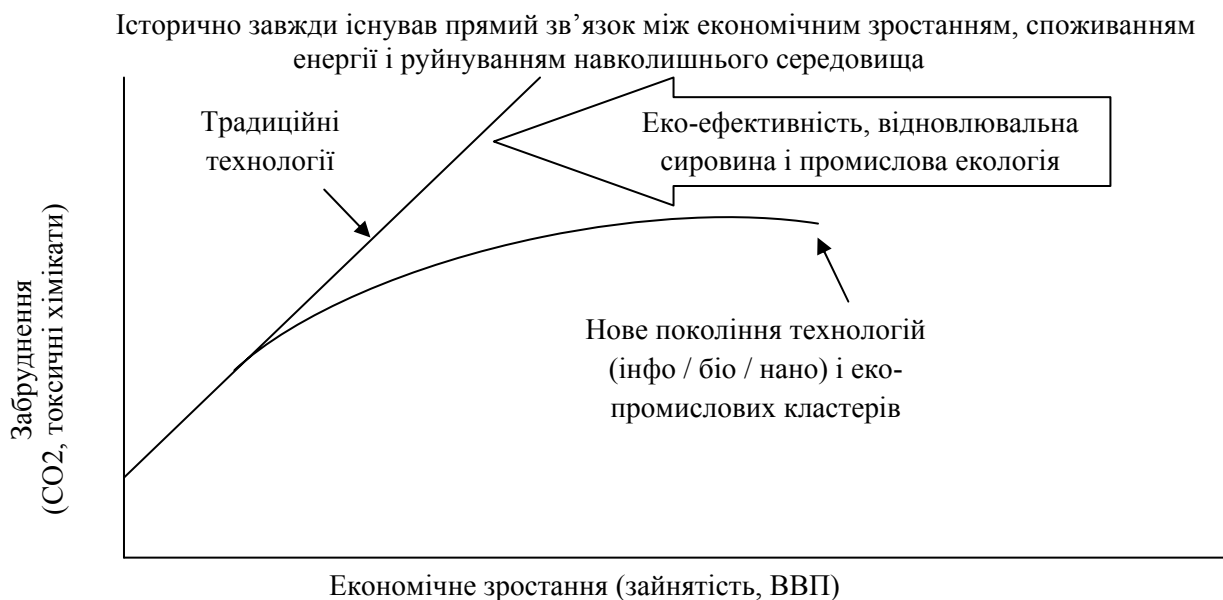 Історично завжди існував прямий зв’язок між економічним зростанням, споживанням
енергії і руйнуванням навколишнього середовища
Традиційні
технології
Еко-ефективність, відновлювальна
сировина і промислова екологія
Забруднення
(CO2, токсичні хімікати)
Нове покоління технологій
(інфо / біо / нано) і еко-
промислових кластерів
Економічне зростання (зайнятість, ВВП)